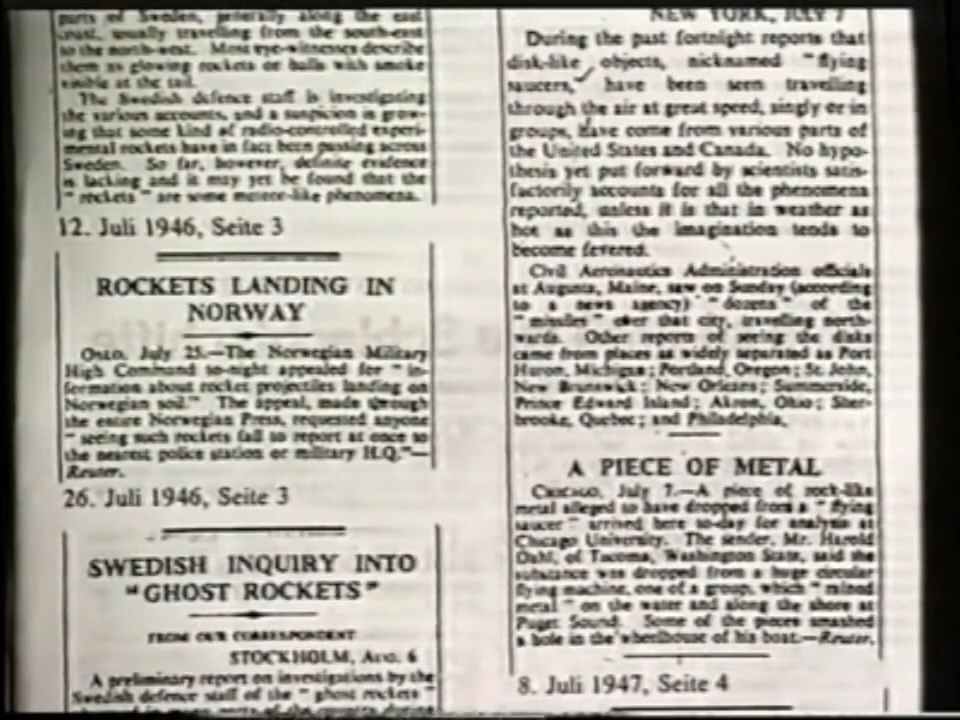 parts of Sweden, generally along the east
coast, usually travelling from the south-east
to the north-west. Most eye-witnesses describe
them as glowing rockets or balls with smoke
visible at the tail.
The Swedish defence staff is investigating
the various accounts, and a suspicion is grow-
ing that some kind of radio-controlled experi-
mental rockets have in fact been passing across
Sweden. So far, however, definite evidence
is lacking and it may yet be found that the
" rockets " are some meteor-like phenomena.
12. Juli 1946, Seite 3
ROCKETS LANDING IN
NORWAY
OSLO, July 25.—The Norwegian Military
High Command to-night appealed for " in-
formation about rocket projectiles landing on
Norwegian soil." The appeal, made through
the entire Norwegian Press, requested anyone
" seeing such rockets fall to report at once to
the nearest police station or military H.Q."—
Reuter.
26. Juli 1946, Seite 3
SWEDISH INQUIRY INTO
"GHOST ROCKETS"
FROM OUR CORRESPONDENT
STOCKHOLM, AUG. 6
A preliminary report on investigations by the
Swedish defence staff of the " ghost rockets "
NEW YORK, JULY 7
During the past fortnight reports that
disk-like objects, nicknamed " flying
saucers," have been seen travelling
through the air at great speed, singly or in
groups, have come from various parts of
the United States and Canada. No hypo-
thesis yet put forward by scientists satis-
factorily accounts for all the phenomena
reported, unless it is that in weather as
hot as this the imagination tends to
become fevered.
Civil Aeronautics Administration officials
at Augusta, Maine, saw on Sunday (according
to a news agency) " dozens " of the
" missiles " over that city, travelling north-
wards. Other reports of seeing the disks
came from places as widely separated as Port
Huron, Michigan; Portland, Oregon; St. John,
New Brunswick; New Orleans; Summerside,
Prince Edward Island; Akron, Ohio; Sher-
brooke, Quebec; and Philadelphia.
A PIECE OF METAL
CHICAGO, July 7.—A piece of rock-like
metal alleged to have dropped from a " flying
saucer " arrived here to-day for analysis at
Chicago University. The sender, Mr. Harold
Dahl, of Tacoma, Washington State, said the
substance was dropped from a huge circular
flying machine, one of a group, which " rained
metal " on the water and along the shore at
Puget Sound. Some of the pieces smashed
a hole in the wheelhouse of his boat.—Reuter.
8. Juli 1947, Seite 4